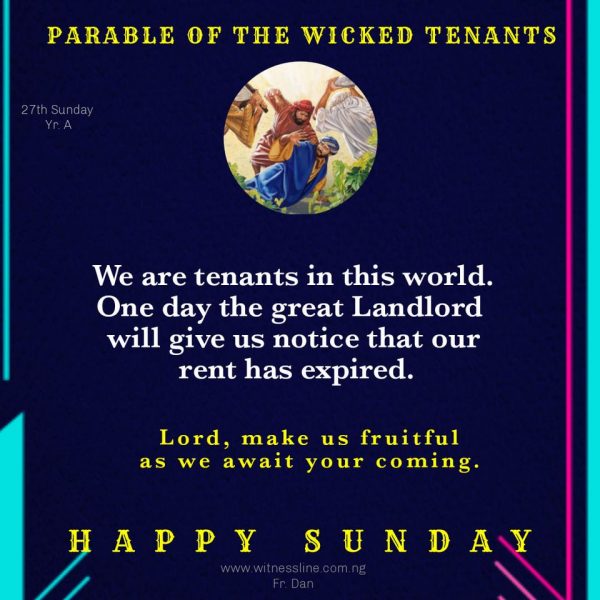 PARABLE OF THE WICKED TENANTS
27th Sunday
Yr. A
We are tenants in this world.
One day the great Landlord
will give us notice that our
rent has expired.
Lord, make us fruitful
as we await your coming.
HAPPY SUNDAY
www.witnessline.com.ng
Fr. Dan